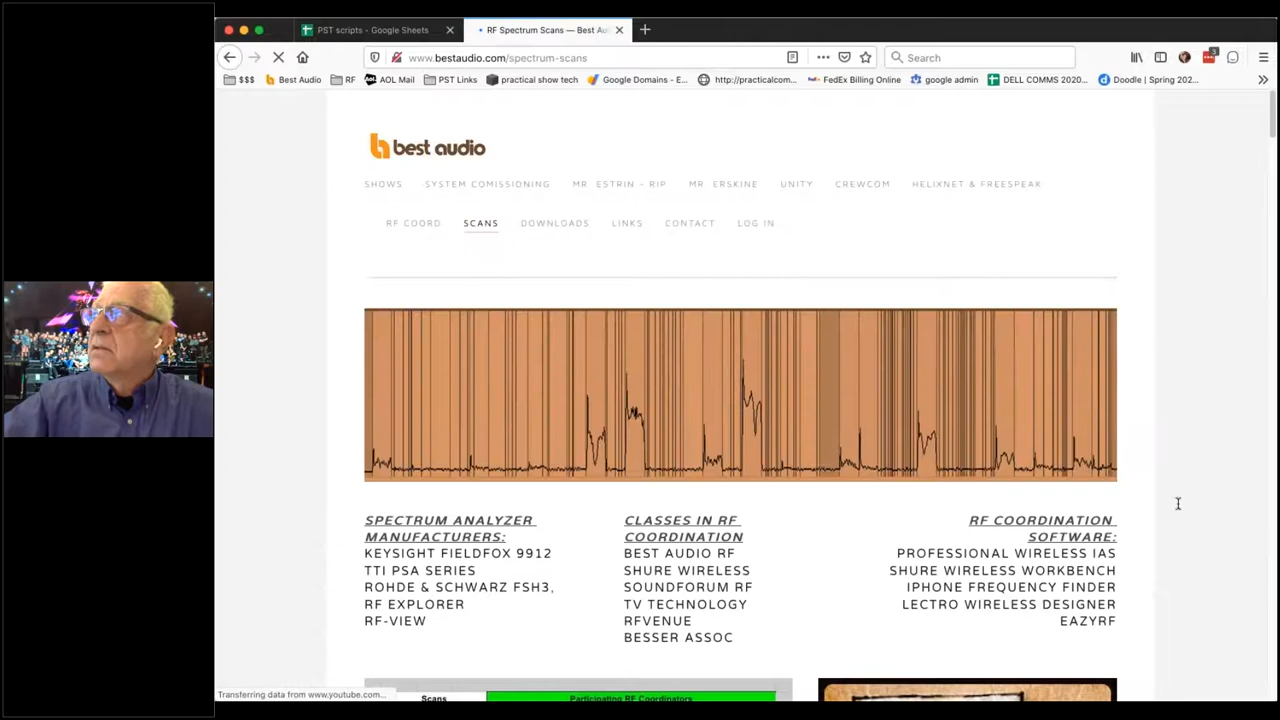 PST scripts - Google Sheets
RF Spectrum Scans — Best Au
www.bestaudio.com/spectrum-scans
Search
3
$$$
Best Audio
RF
AOL Mail
PST Links
practical show tech
Google Domains - E...
http://practicalcom...
FedEx Billing Online
google admin
DELL COMMS 2020...
Doodle | Spring 202...
best audio
SHOWS
SYSTEM COMISSIONING
MR. ESTRIN - RIP
MR. ERSKINE
UNITY
CREWCOM
HELIXNET & FREESPEAK
RF COORD
SCANS
DOWNLOADS
LINKS
CONTACT
LOG IN
SPECTRUM ANALYZER
MANUFACTURERS:
KEYSIGHT FIELDFOX 9912
TTI PSA SERIES
ROHDE & SCHWARZ FSH3,
RF EXPLORER
RF-VIEW
CLASSES IN RF
COORDINATION
BEST AUDIO RF
SHURE WIRELESS
SOUNDFORUM RF
TV TECHNOLOGY
RFVENUE
BESSER ASSOC
RF COORDINATION
SOFTWARE:
PROFESSIONAL WIRELESS IAS
SHURE WIRELESS WORKBENCH
IPHONE FREQUENCY FINDER
LECTRO WIRELESS DESIGNER
EAZYRF
Scans
Participating RF Coordinators
Transferring data from www.youtube.com...